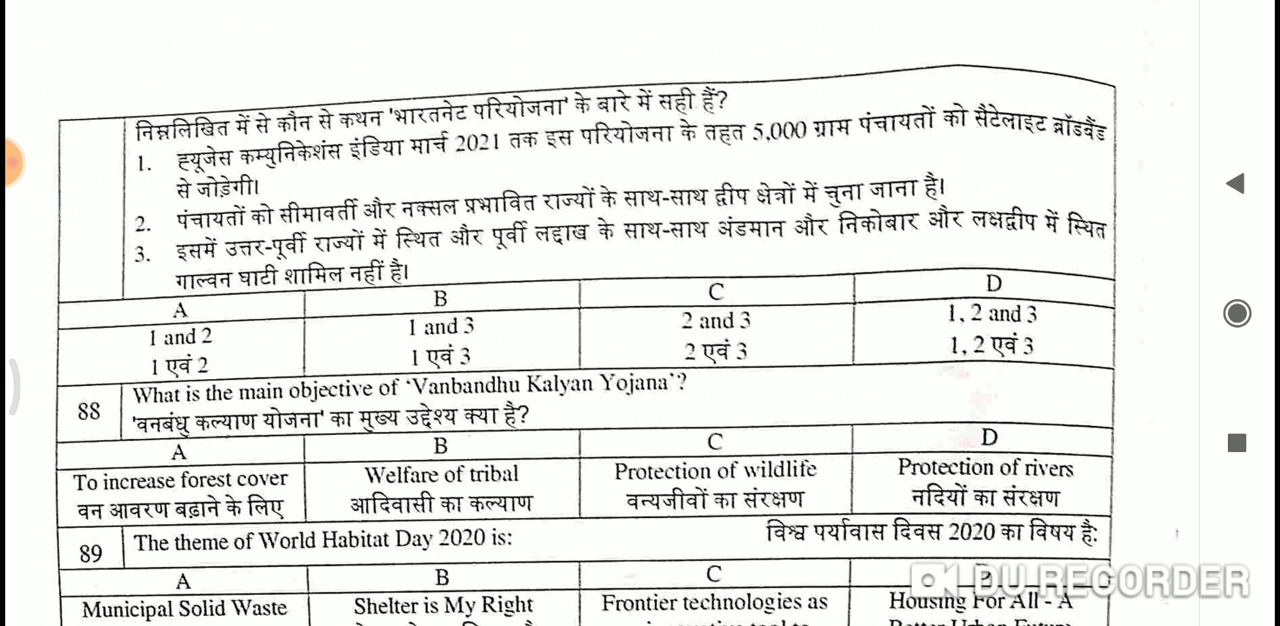 निम्नलिखित में से कौन से कथन 'भारतनेट परियोजना' के बारे में सही हैं?
1. ह्यूजेस कम्युनिकेशंस इंडिया मार्च 2021 तक इस परियोजना के तहत 5,000 ग्राम पंचायतों को सैटेलाइट ब्रॉडबैंड
से जोड़ेगी।
2. पंचायतों को सीमावर्ती और नक्सल प्रभावित राज्यों के साथ-साथ द्वीप क्षेत्रों में चुना जाना है।
3. इसमें उत्तर-पूर्वी राज्यों में स्थित और पूर्वी लद्दाख के साथ-साथ अंडमान और निकोबार और लक्षद्वीप में स्थित
गाल्वन घाटी शामिल नहीं है।
A B C D
1 and 2 1 and 3 2 and 3 1, 2 and 3
1 एवं 2 1 एवं 3 2 एवं 3 1, 2 एवं 3
88 What is the main objective of ‘Vanbandhu Kalyan Yojana’?
'वनबंधु कल्याण योजना' का मुख्य उद्देश्य क्या है?
A B C D
To increase forest cover Welfare of tribal Protection of wildlife Protection of rivers
वन आवरण बढ़ाने के लिए आदिवासी का कल्याण वन्यजीवों का संरक्षण नदियों का संरक्षण
89 The theme of World Habitat Day 2020 is: विश्व पर्यावास दिवस 2020 का विषय है:
A B C D
Municipal Solid Waste Shelter is My Right Frontier technologies as Housing For All - A
DU RECORDER